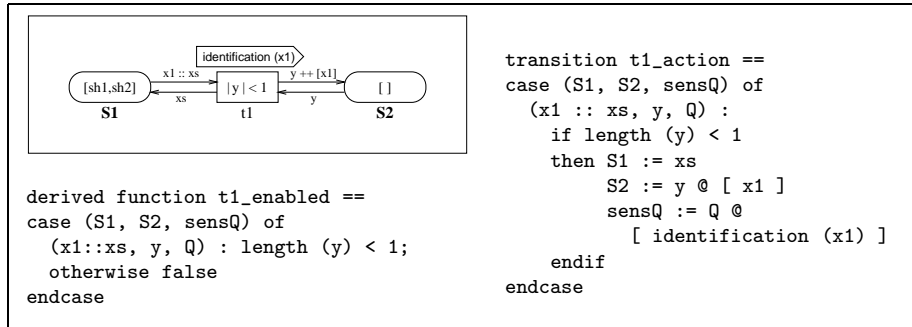 identification (x1)
x1 :: xs
y ++ [x1]
[sh1,sh2]
| y | < 1
[ ]
xs
y
S1
t1
S2
derived function t1_enabled ==
case (S1, S2, sensQ) of
(x1::xs, y, Q) : length (y) < 1;
otherwise false
endcase
transition t1_action ==
case (S1, S2, sensQ) of
(x1 :: xs, y, Q) :
if length (y) < 1
then S1 := xs
S2 := y @ [ x1 ]
sensQ := Q @
[ identification (x1) ]
endif
endcase